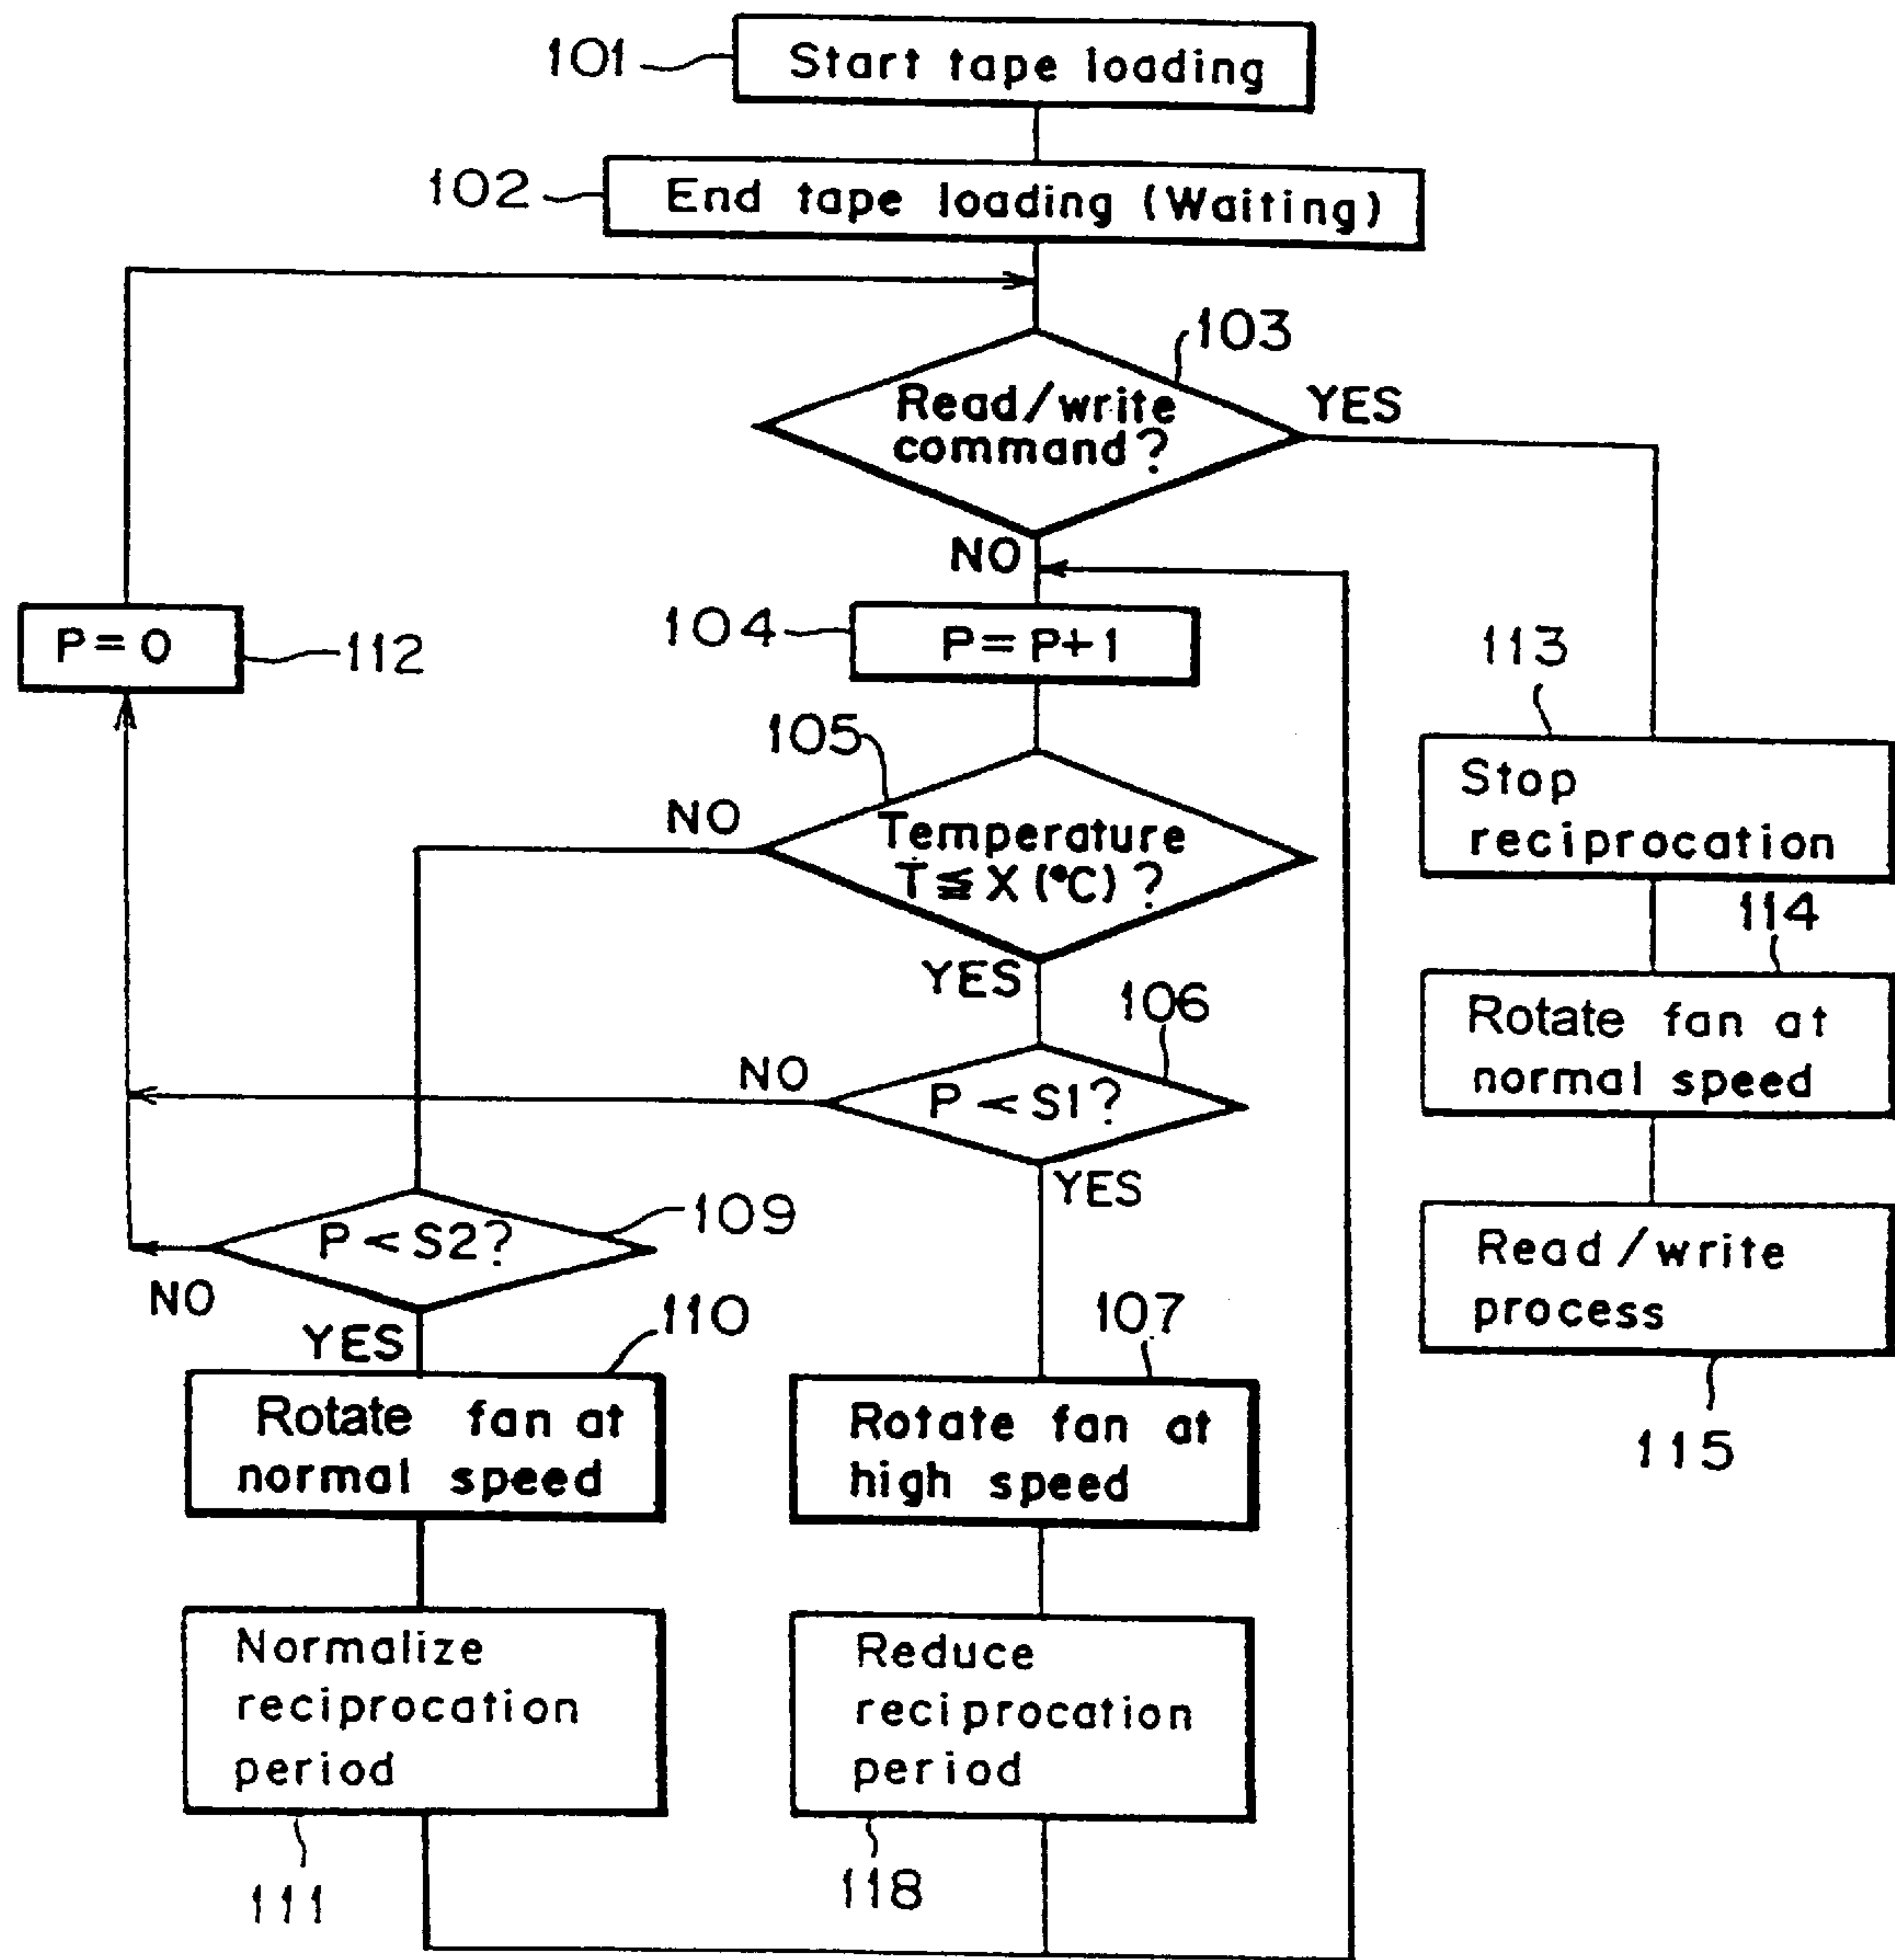 101
Start tape loading
102
End tape loading (Waiting)
103
Read/write
command?
YES
NO
P=0
112
104
P=P+1
113
105
NO
Temperature
T≦X(°C)?
Stop
reciprocation
YES
106
114
NO
P<S1?
Rotate fan at
normal speed
YES
109
P<S2?
NO
YES
110
107
Read/write
process
115
Rotate fan at
normal speed
Rotate fan at
high speed
Normalize
reciprocation
period
Reduce
reciprocation
period
111
118